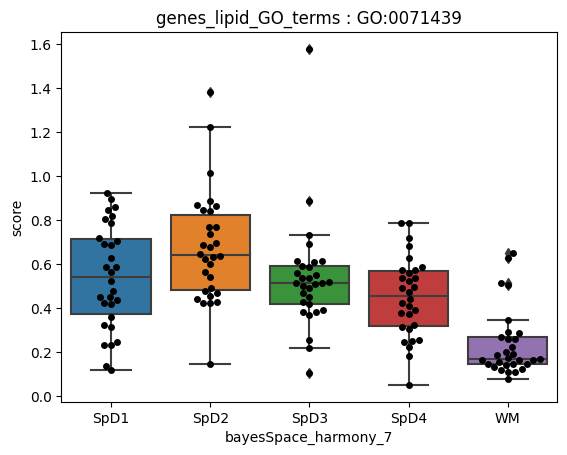 genes_lipid_GO_terms : GO:0071439
1.6
1.4
1.2
1.0
0.8
0.6
0.4
0.2
0.0
score
SpD1 SpD2 SpD3 SpD4 WM
bayesSpace_harmony_7